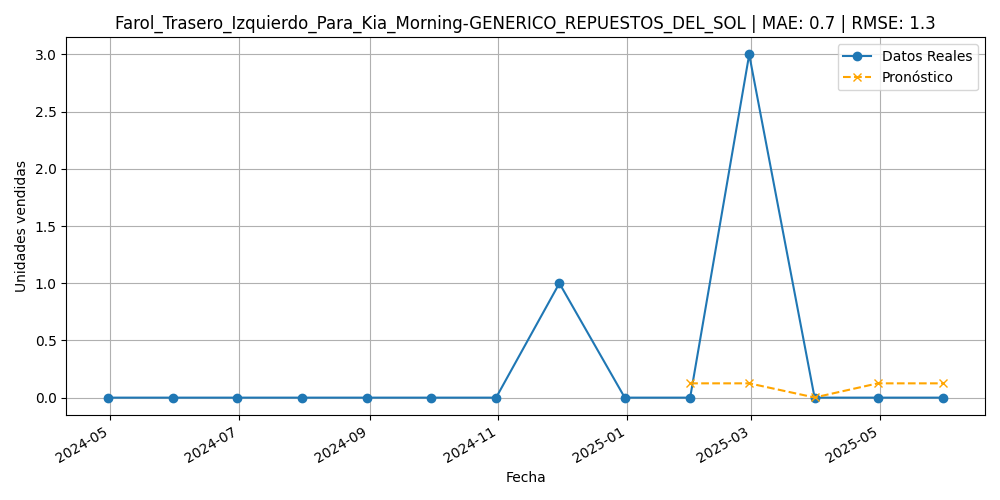 Farol_Trasero_Izquierdo_Para_Kia_Morning-GENERICO_REPUESTOS_DEL_SOL | MAE: 0.7 | RMSE: 1.3
Datos Reales
Pronóstico
Unidades vendidas
3.0
2.5
2.0
1.5
1.0
0.5
0.0
2024-05
2024-07
2024-09
2024-11
2025-01
2025-03
2025-05
Fecha